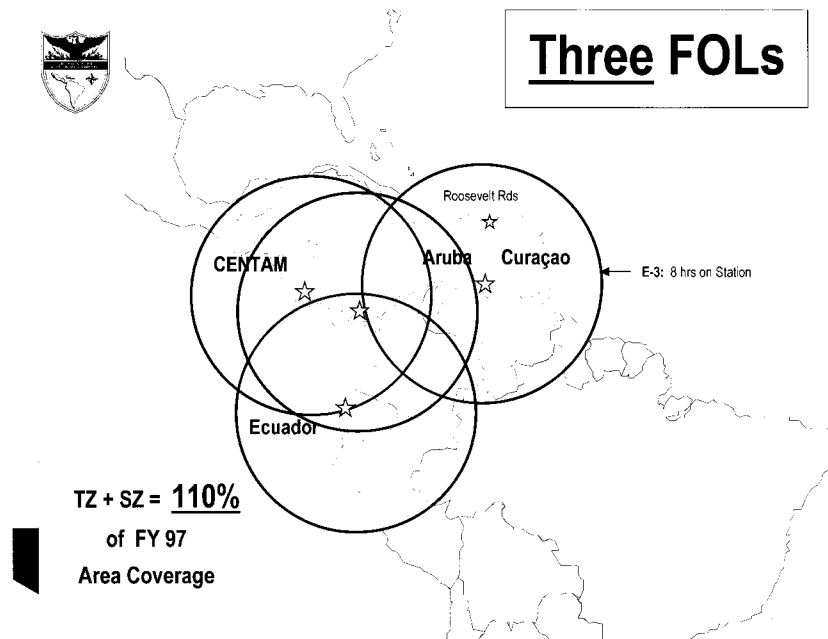 Three FOLs
Roosevelt Rds
CENTAM
Aruba Curaçao
E-3: 8 hrs on Station
Ecuador
TZ + SZ = 110%
of FY 97
Area Coverage